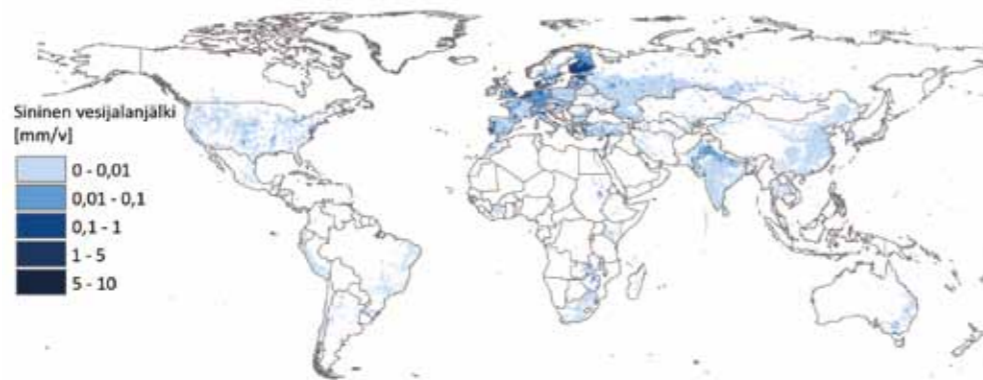 Sininen vesijalanjälki
[mm/v]
0 - 0,01
0,01 - 0,1
0,1 - 1
1 - 5
5 - 10